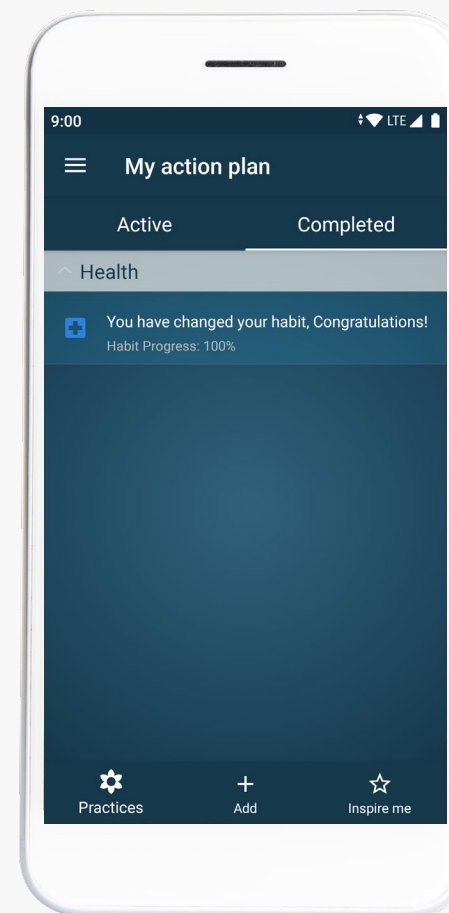 9:00
LTE
My action plan
Active Completed
Health
You have changed your habit, Congratulations!
Habit Progress: 100%
Practices Add Inspire me